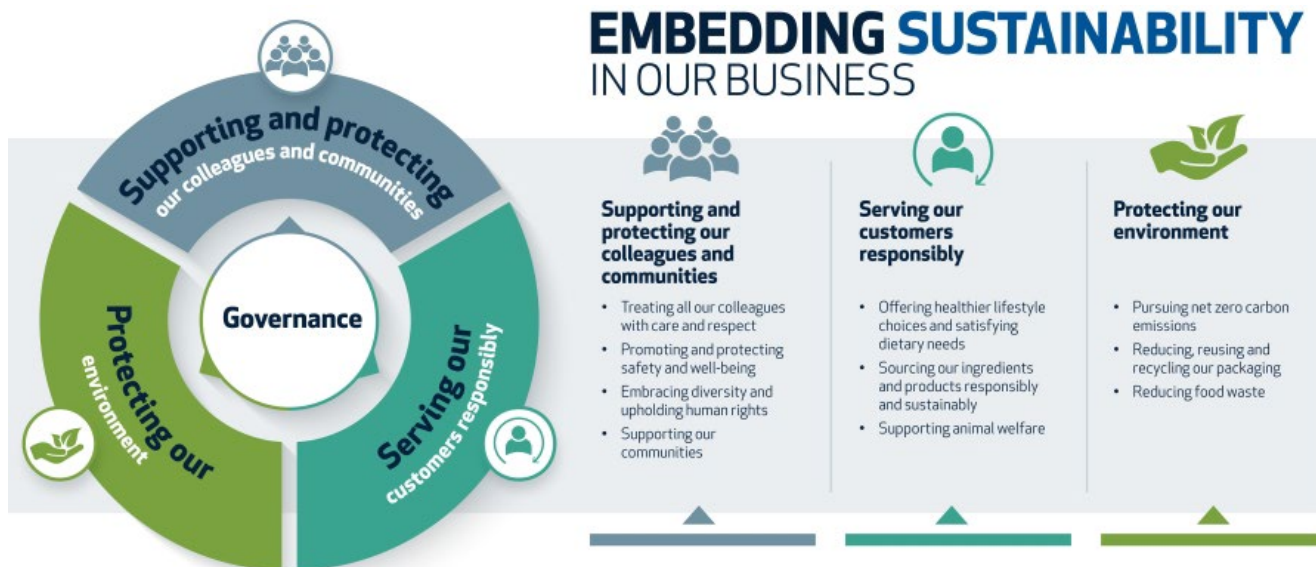 EMBEDDING SUSTAINABILITY
IN OUR BUSINESS
Supporting and protecting
our colleagues and communities
Governance
Protecting our
environment
Serving our
customers responsibly
Supporting and
protecting our
colleagues and
communities
• Treating all our colleagues
with care and respect
• Promoting and protecting
safety and well-being
• Embracing diversity and
upholding human rights
• Supporting our
communities
Serving our
customers
responsibly
• Offering healthier lifestyle
choices and satisfying
dietary needs
• Sourcing our ingredients
and products responsibly
and sustainably
• Supporting animal welfare
Protecting our
environment
• Pursuing net zero carbon
emissions
• Reducing, reusing and
recycling our packaging
• Reducing food waste